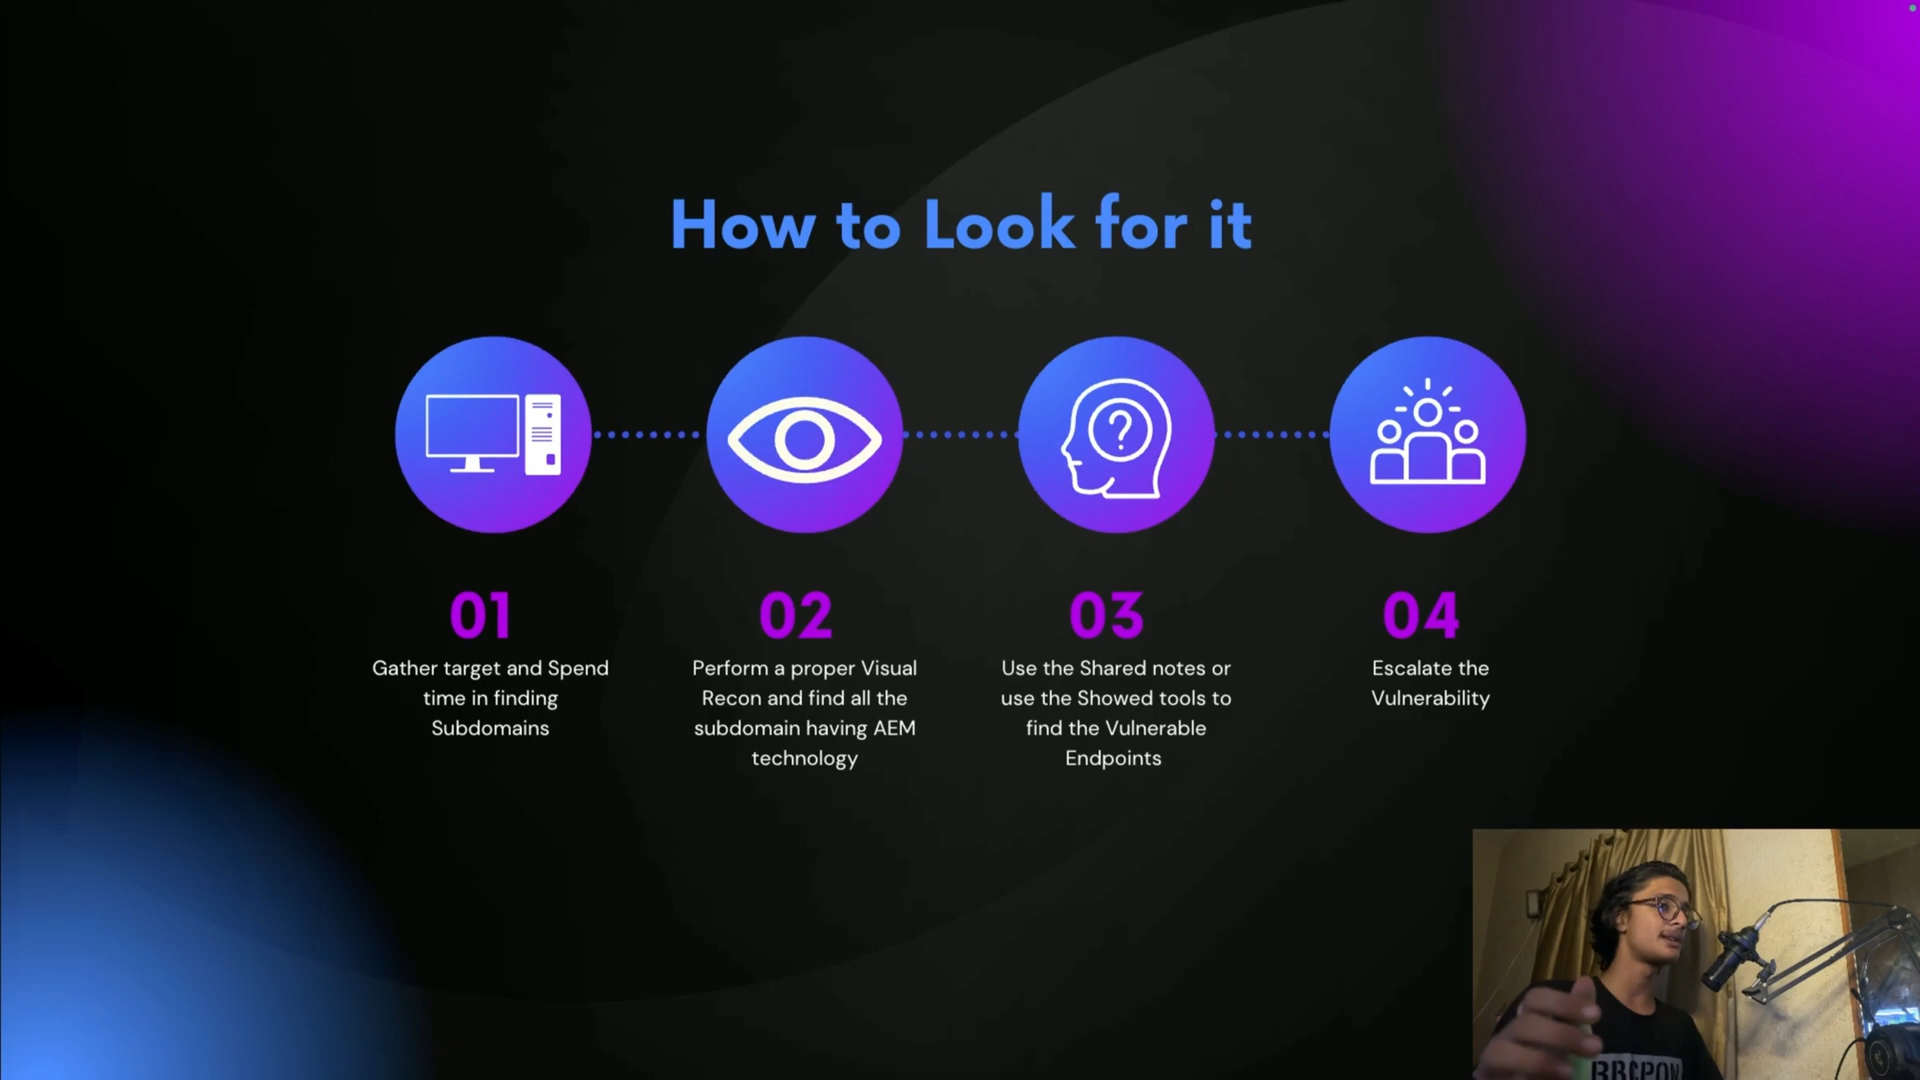 How to Look for it
01
Gather target and Spend
time in finding
Subdomains
02
Perform a proper Visual
Recon and find all the
subdomain having AEM
technology
03
Use the Shared notes or
use the Showed tools to
find the Vulnerable
Endpoints
04
Escalate the
Vulnerability